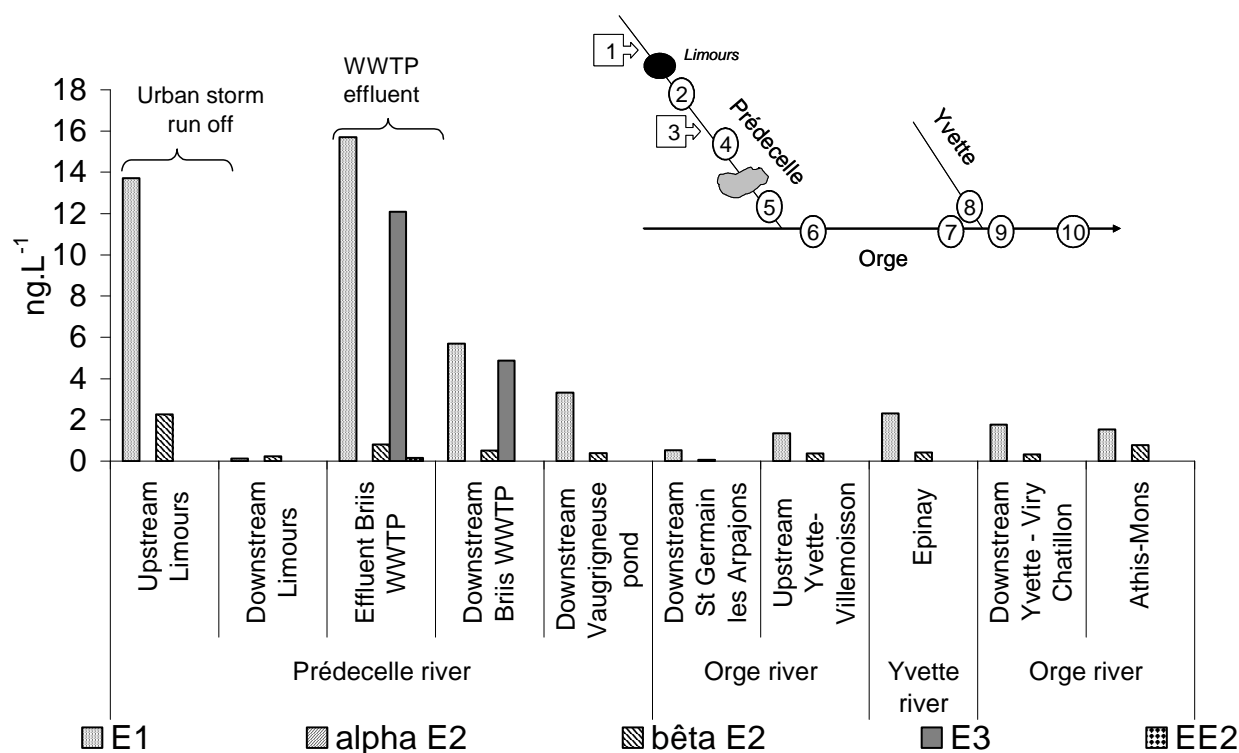 18
16
14
12
10
8
6
4
2
0
ng.L-1
Urban storm
run off
WWTP
effluent
1
Limours
2
3
4
Prédecelle
5
6
Orge
Yvette
7
8
9
10
Upstream
Limours
Downstream
Limours
Effluent Briis
WWTP
Downstream
Briis WWTP
Downstream
Vaugrigneuse
pond
Downstream
St Germain
les Arpajons
Upstream
Yvette-
Villemoisson
Epinay
Downstream
Yvette - Viry
Chatillon
Athis-Mons
Prédecelle river
Orge river
Yvette
river
Orge river
E1
alpha E2
bêta E2
E3
EE2